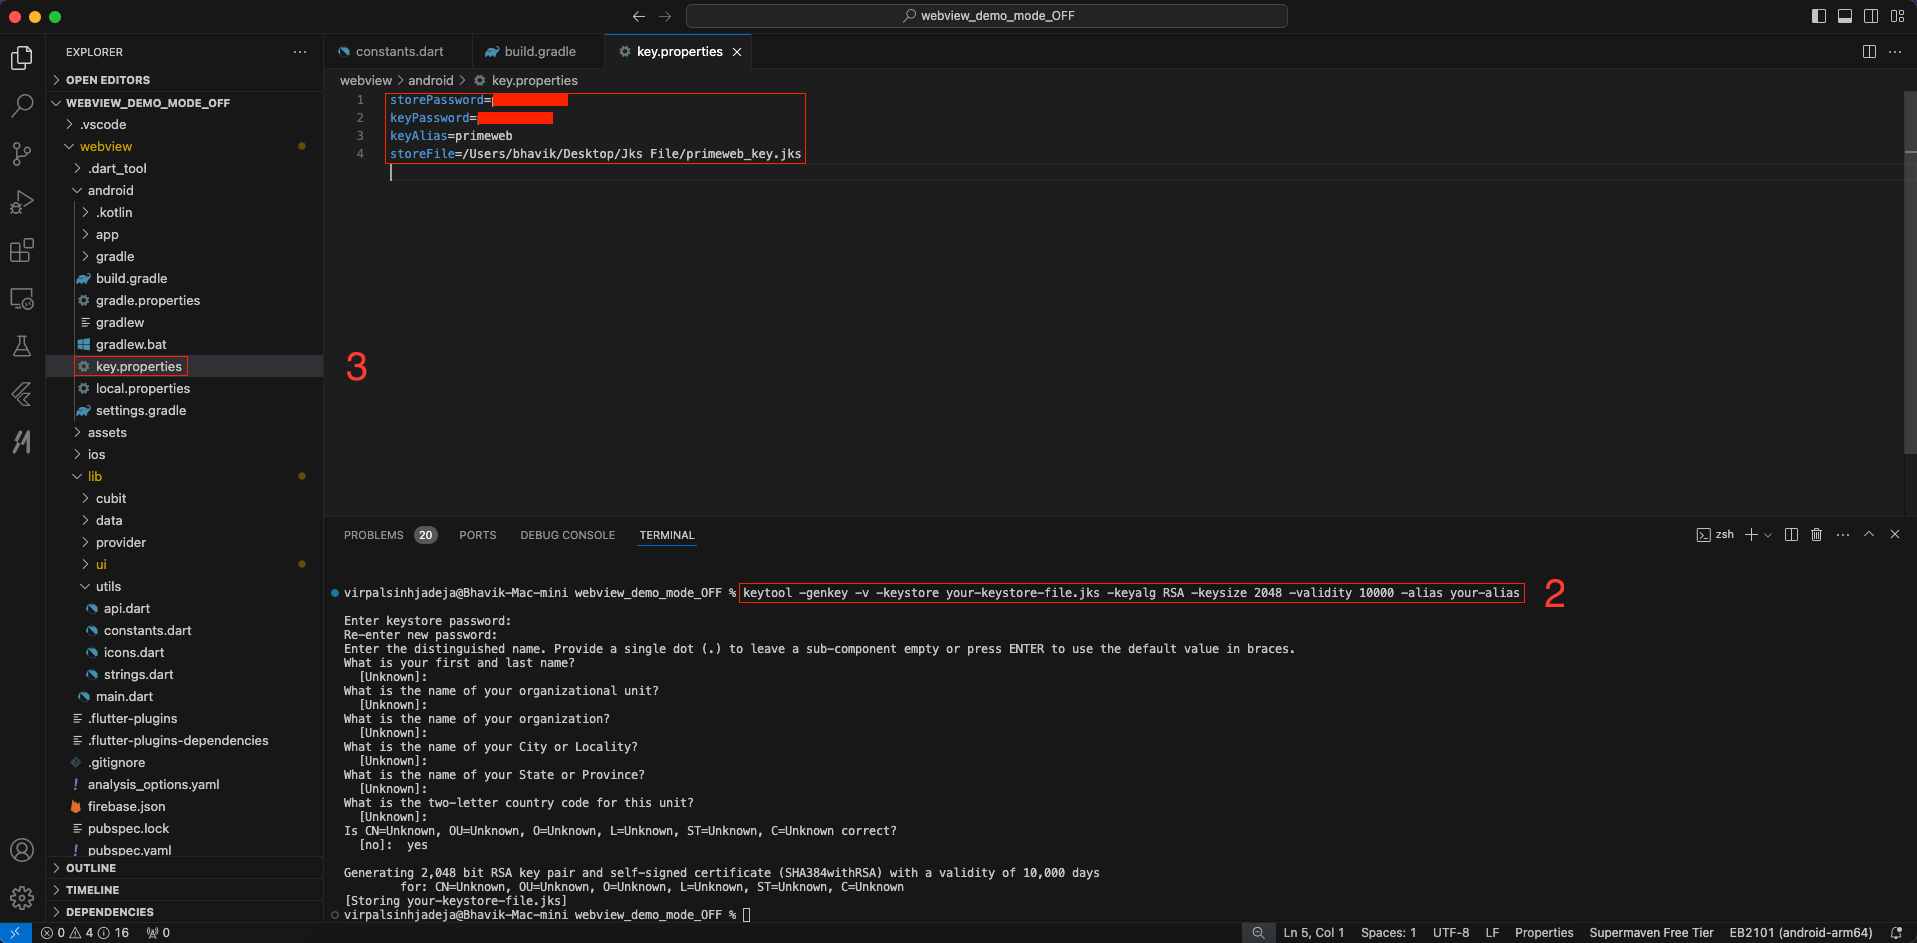 webview_demo_mode_OFF
EXPLORER
OPEN EDITORS
WEBVIEW_DEMO_MODE_OFF
.vscode
webview
.dart_tool
android
.kotlin
app
gradle
build.gradle
gradle.properties
gradlew
gradlew.bat
key.properties
local.properties
settings.gradle
assets
ios
lib
cubit
data
provider
ui
utils
api.dart
constants.dart
icons.dart
strings.dart
main.dart
.flutter-plugins
.flutter-plugins-dependencies
.gitignore
analysis_options.yaml
firebase.json
pubspec.lock
pubspec.yaml
OUTLINE
TIMELINE
DEPENDENCIES
constants.dart build.gradle key.properties
webview > android > key.properties
1 storePassword=
2 keyPassword=
3 keyAlias=primeweb
4 storeFile=/Users/bhavik/Desktop/Jks File/primeweb_key.jks
3
PROBLEMS 20 PORTS DEBUG CONSOLE TERMINAL zsh
virpalsinhjadeja@Bhavik-Mac-mini webview_demo_mode_OFF % keytool -genkey -v -keystore your-keystore-file.jks -keyalg RSA -keysize 2048 -validity 10000 -alias your-alias 2
Enter keystore password:
Re-enter new password:
Enter the distinguished name. Provide a single dot (.) to leave a sub-component empty or press ENTER to use the default value in braces.
What is your first and last name?
[Unknown]:
What is the name of your organizational unit?
[Unknown]:
What is the name of your organization?
[Unknown]:
What is the name of your City or Locality?
[Unknown]:
What is the name of your State or Province?
[Unknown]:
What is the two-letter country code for this unit?
[Unknown]:
Is CN=Unknown, OU=Unknown, O=Unknown, L=Unknown, ST=Unknown, C=Unknown correct?
[no]: yes
Generating 2,048 bit RSA key pair and self-signed certificate (SHA384withRSA) with a validity of 10,000 days
for: CN=Unknown, OU=Unknown, O=Unknown, L=Unknown, ST=Unknown, C=Unknown
[Storing your-keystore-file.jks]
virpalsinhjadeja@Bhavik-Mac-mini webview_demo_mode_OFF %
0 4 16 0 Ln 5, Col 1 Spaces: 1 UTF-8 LF Properties Supermaven Free Tier EB2101 (android-arm64)